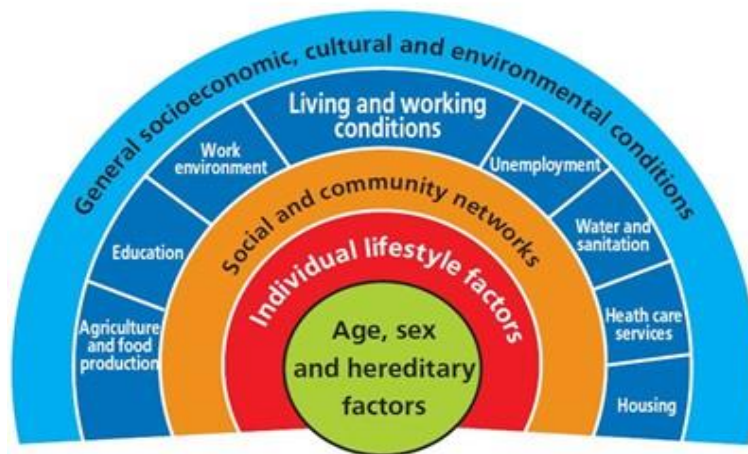 General socioeconomic, cultural and environmental conditions
Living and working
conditions
Work
environment
Unemployment
Education
Water and
sanitation
Agriculture
and food
production
Heath care
services
Housing
Social and community networks
Individual lifestyle factors
Age, sex
and hereditary
factors